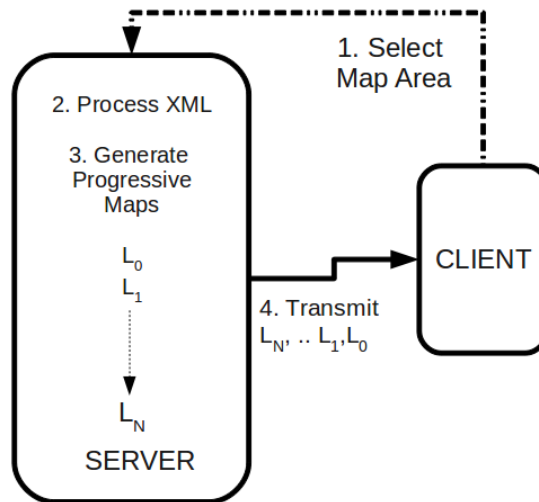 1. Select
Map Area
2. Process XML
3. Generate
Progressive
Maps
L0
L1
LN
SERVER
CLIENT
4. Transmit
LN, .. L1,L0